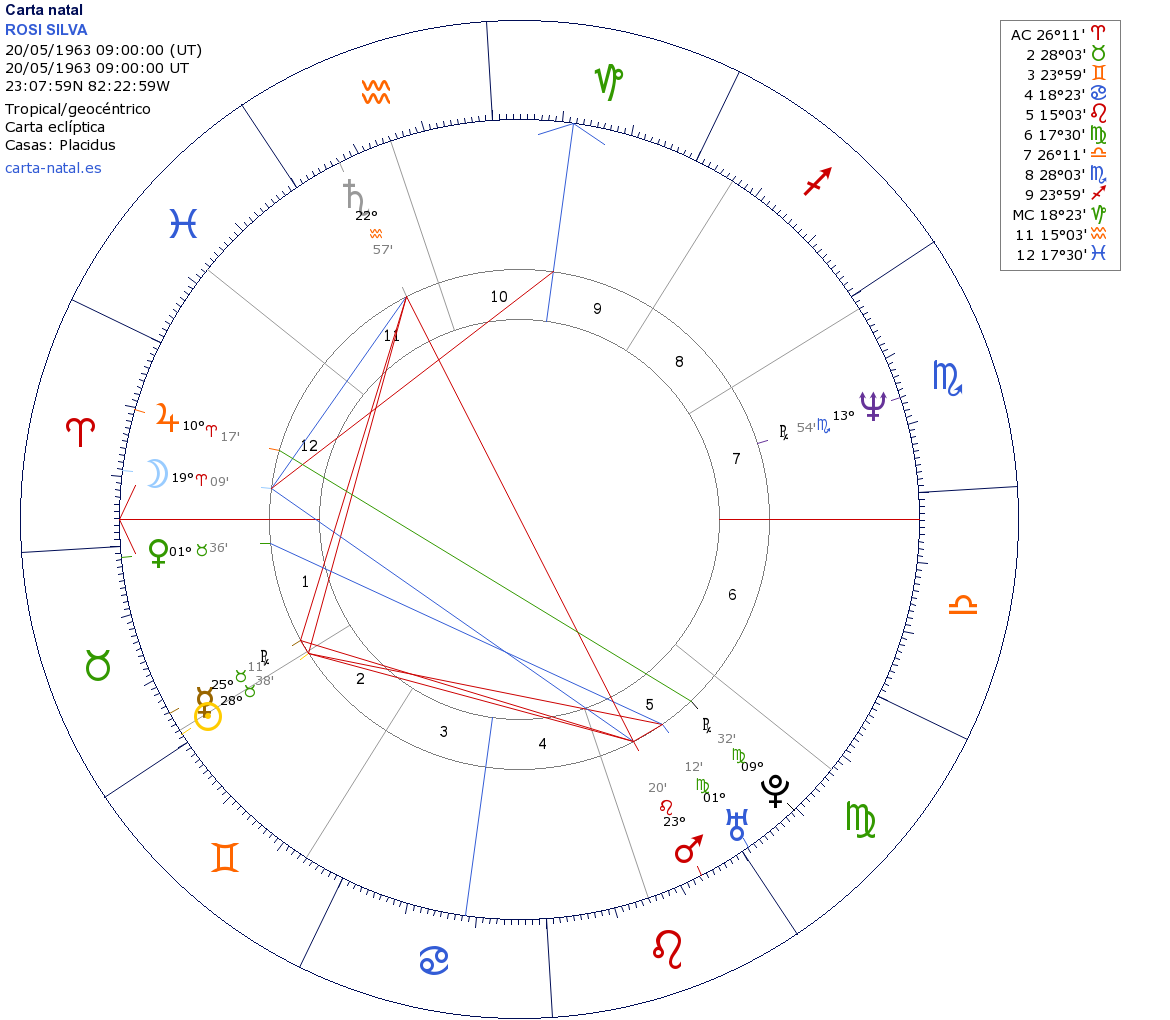 Carta natal
ROSI SILVA
20/05/1963 09:00:00 (UT)
20/05/1963 09:00:00 UT
23:07:59N 82:22:59W
Tropical/geocéntrico
Carta eclíptica
Casas: Placidus
carta-natal.es
AC 26°11' ♈
2 28°03' ♉
3 23°59' ♊
4 18°23' ♋
5 15°03' ♌
6 17°30' ♍
7 26°11' ♎
8 28°03' ♏
9 23°59' ♐
MC 18°23' ♑
11 15°03' ♒
12 17°30' ♓
♒
♑
♐
♓
♏
♈
♎
♉
♍
♊
♋
♌
♄ 22° ♒ 57'
♃ 10° ♈ 17'
☽ 19° ♈ 09'
♀ 01° ♉ 36'
☿ 25° ♉ 11' ℞
☉ 28° ♉ 38'
♂ 23° ♌ 20'
♅ 01° ♍ 12'
♇ 09° ♍ 32' ℞
℞ 54' ♏ 13° ♆
10
9
11
8
12
7
1
6
2
5
3
4